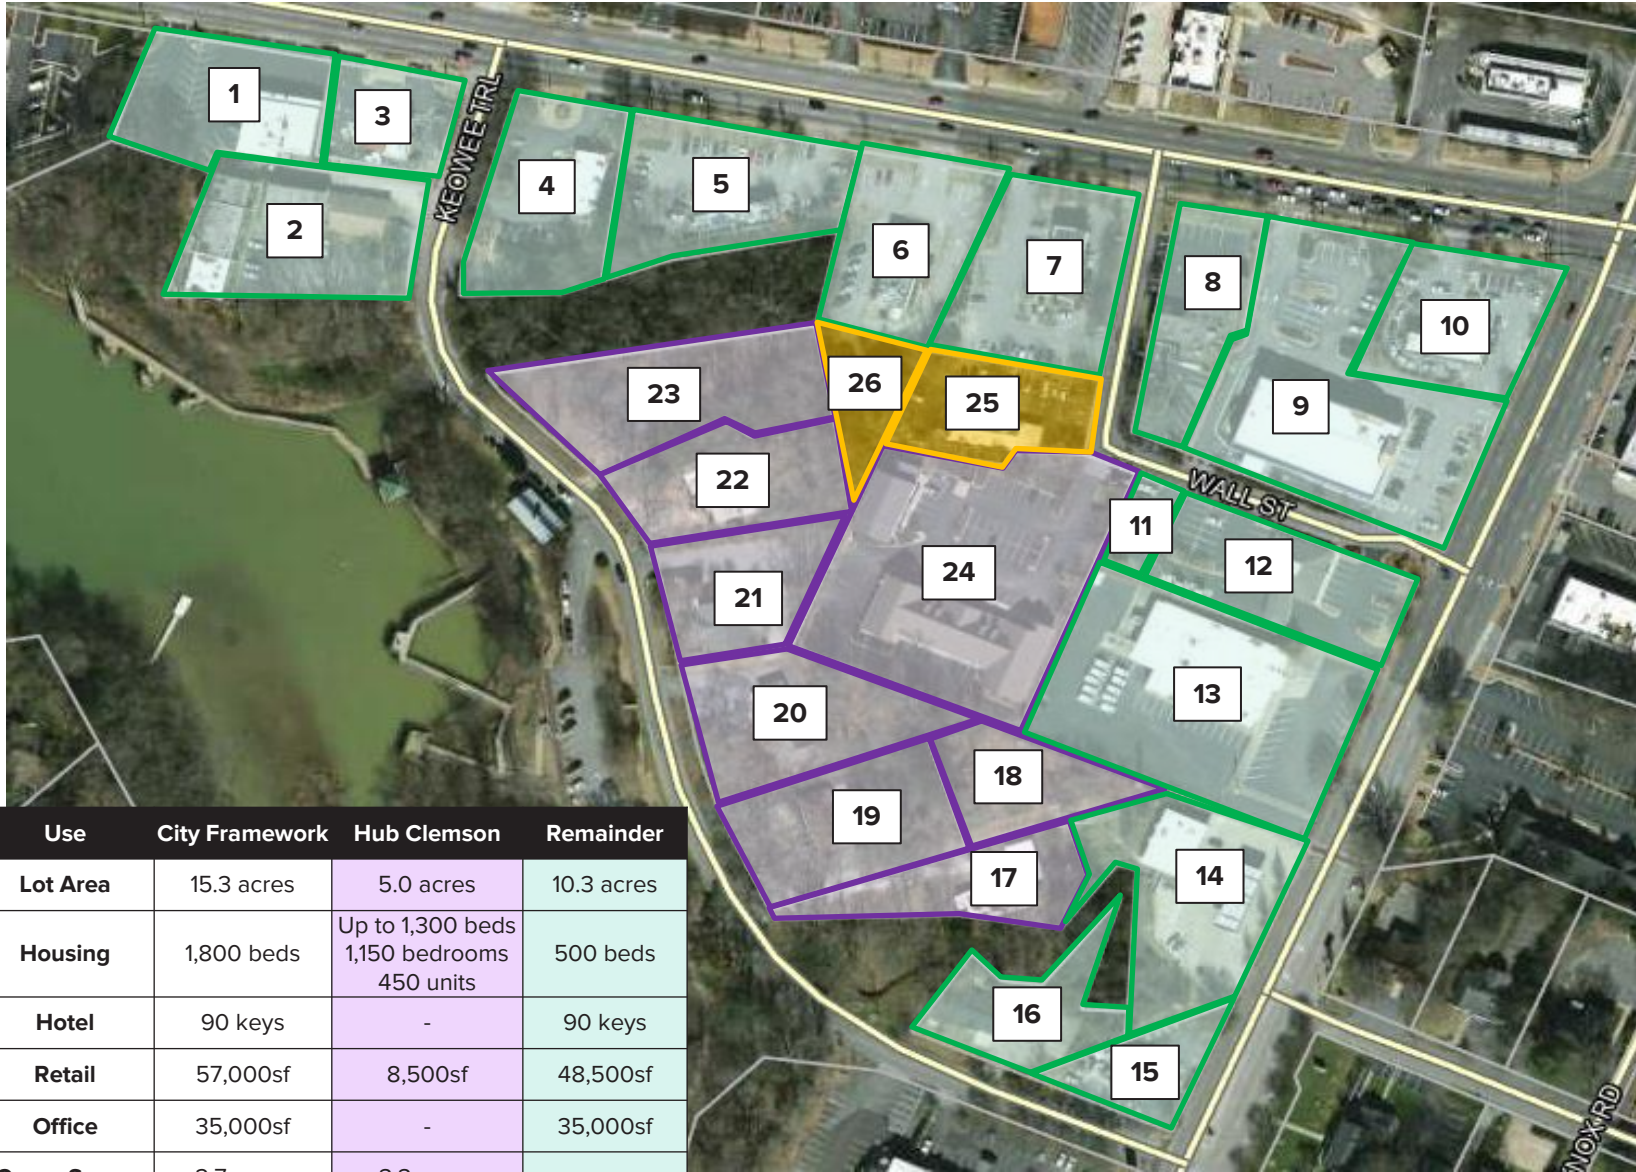 1
3
KEOWEE TRL
4
5
2
6
7
8
10
26
25
23
9
22
WALL ST
11
12
24
21
13
20
18
19
17
14
16
15
Use City Framework Hub Clemson Remainder
Lot Area 15.3 acres 5.0 acres 10.3 acres
Housing 1,800 beds Up to 1,300 beds 500 beds
1,150 bedrooms
450 units
Hotel 90 keys - 90 keys
Retail 57,000sf 8,500sf 48,500sf
Office 35,000sf - 35,000sf
NOX RD